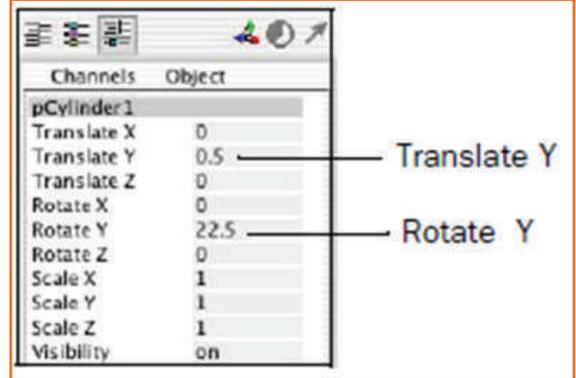 Channels Object
pCylinder1
Translate X 0
Translate Y 0.5
Translate Z 0
Rotate X 0
Rotate Y 22.5
Rotate Z 0
Scale X 1
Scale Y 1
Scale Z 1
Visibility on
Translate Y
Rotate Y